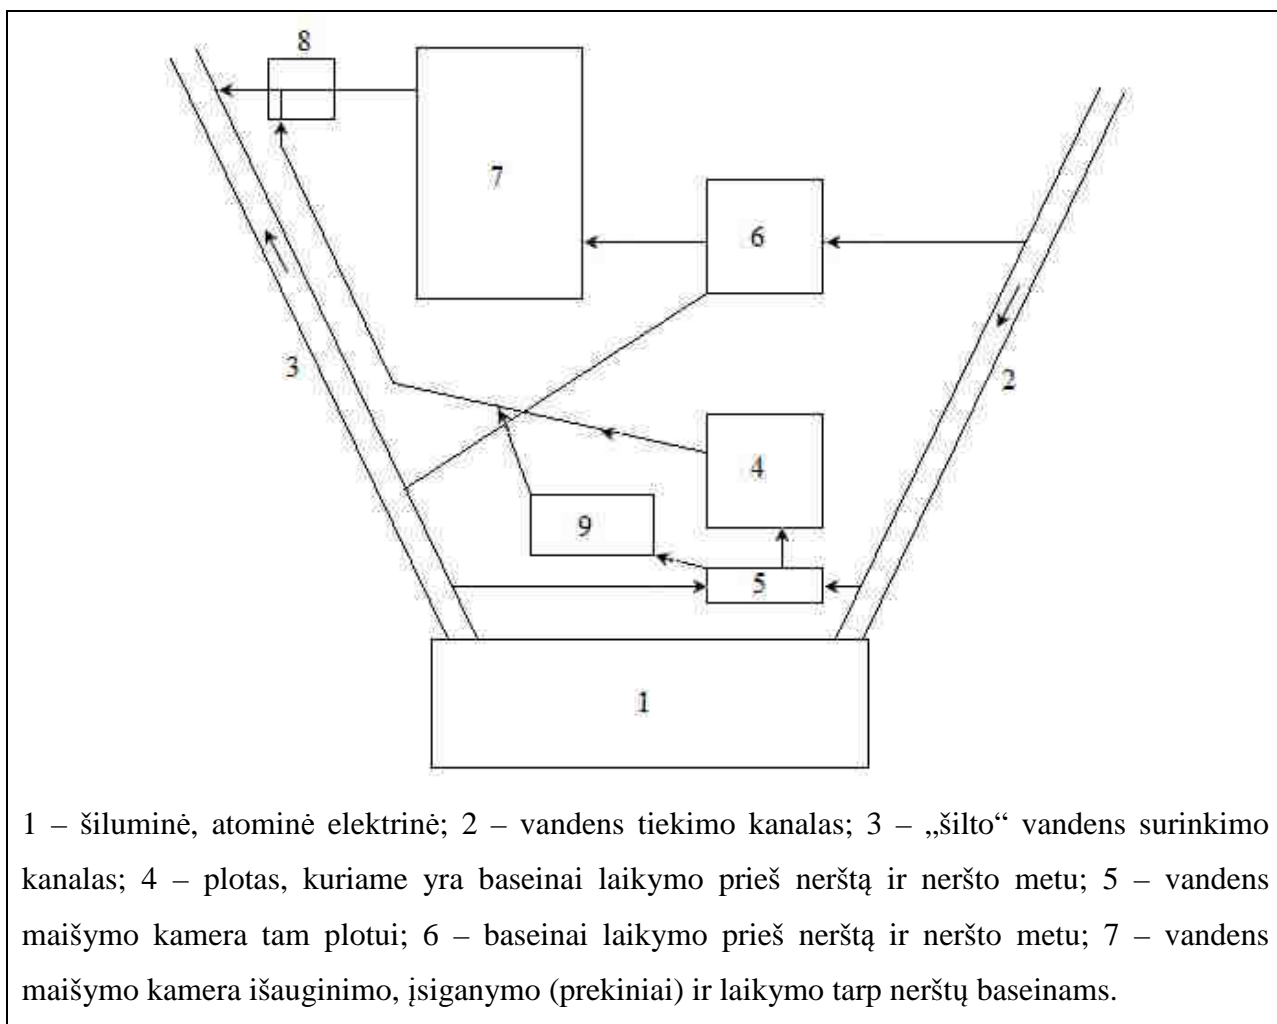 8
7
6
3
2
4
9
5
1
1 – šiluminė, atominė elektrinė; 2 – vandens tiekimo kanalas; 3 – „šilto“ vandens surinkimo
kanalas; 4 – plotas, kuriame yra baseinai laikymo prieš nerštą ir neršto metu; 5 – vandens
maišymo kamera tam plotui; 6 – baseinai laikymo prieš nerštą ir neršto metu; 7 – vandens
maišymo kamera išauginimo, įsiganymo (prekiniai) ir laikymo tarp nerštų baseinams.